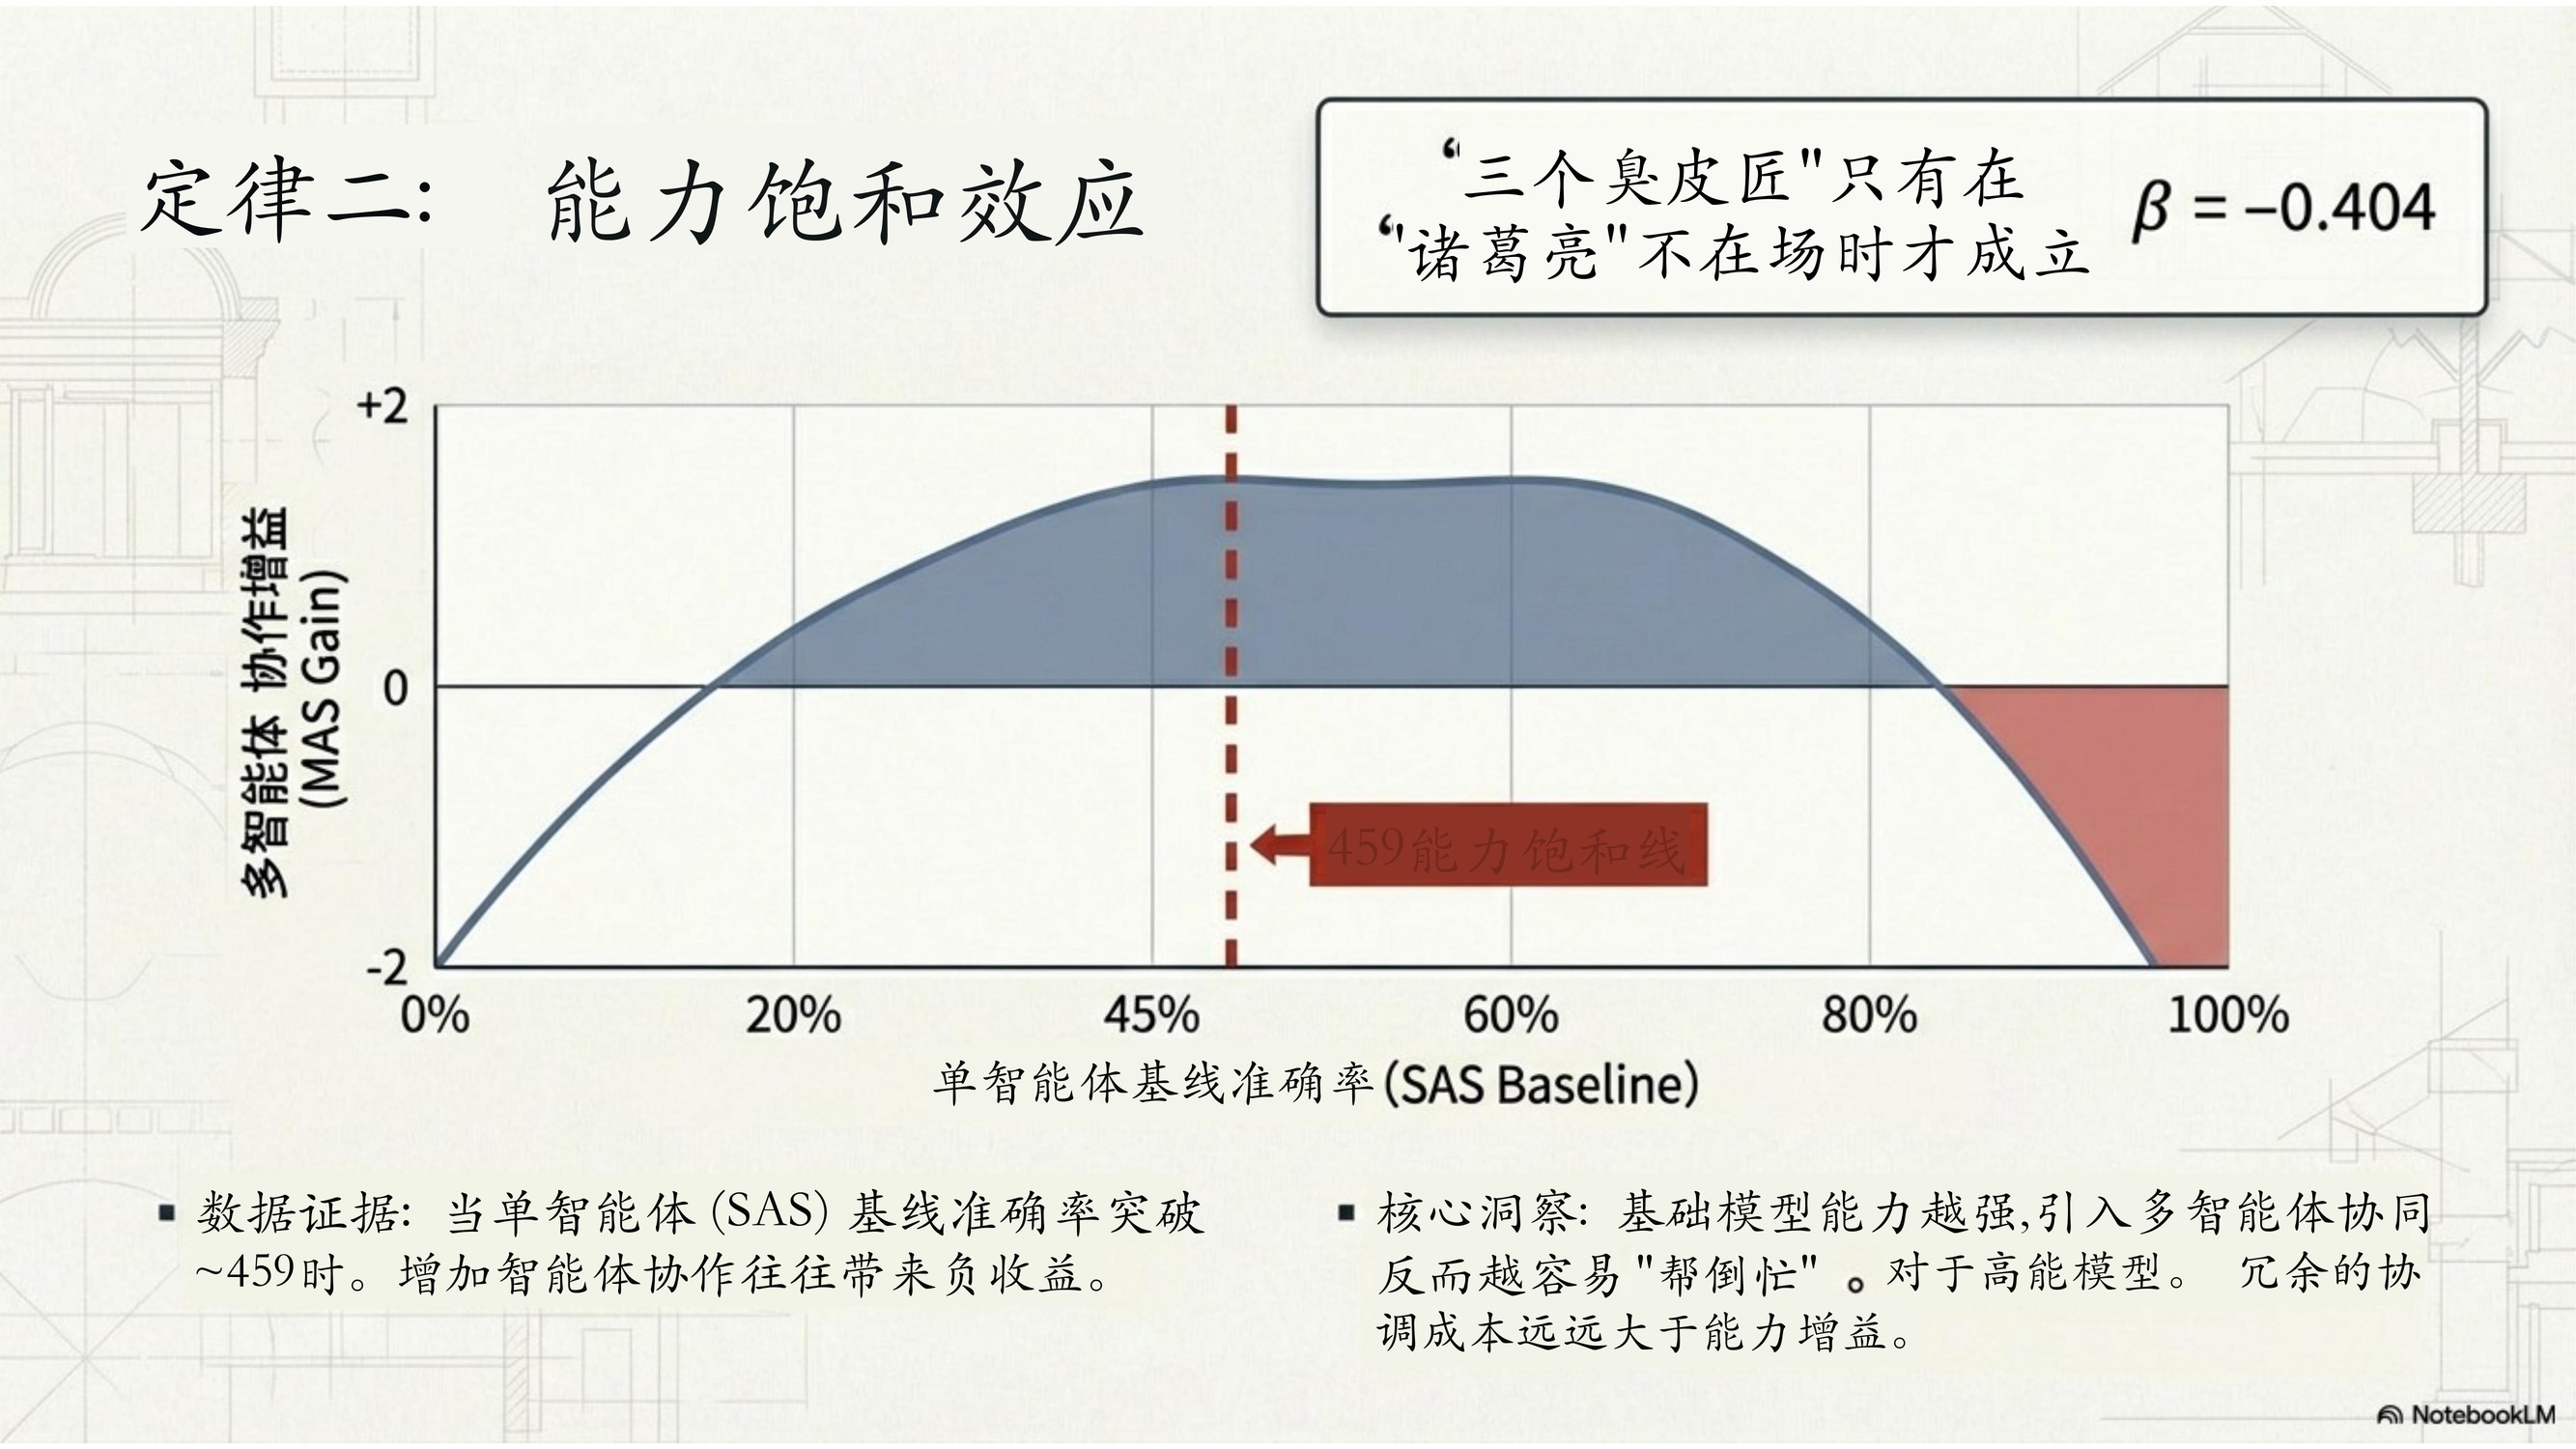 定律二: 能力饱和效应
“三个臭皮匠"只有在
“'诸葛亮"不在场时才成立
β = −0.404
+2
0
-2
多智能体 协作增益
(MAS Gain)
459能力饱和线
0% 20% 45% 60% 80% 100%
单智能体基线准确率(SAS Baseline)
▪ 数据证据: 当单智能体 (SAS) 基线准确率突破
~459时。增加智能体协作往往带来负收益。
▪ 核心洞察: 基础模型能力越强,引入多智能体协同
反而越容易"帮倒忙" 。对于高能模型。 冗余的协
调成本远远大于能力增益。
NotebookLM